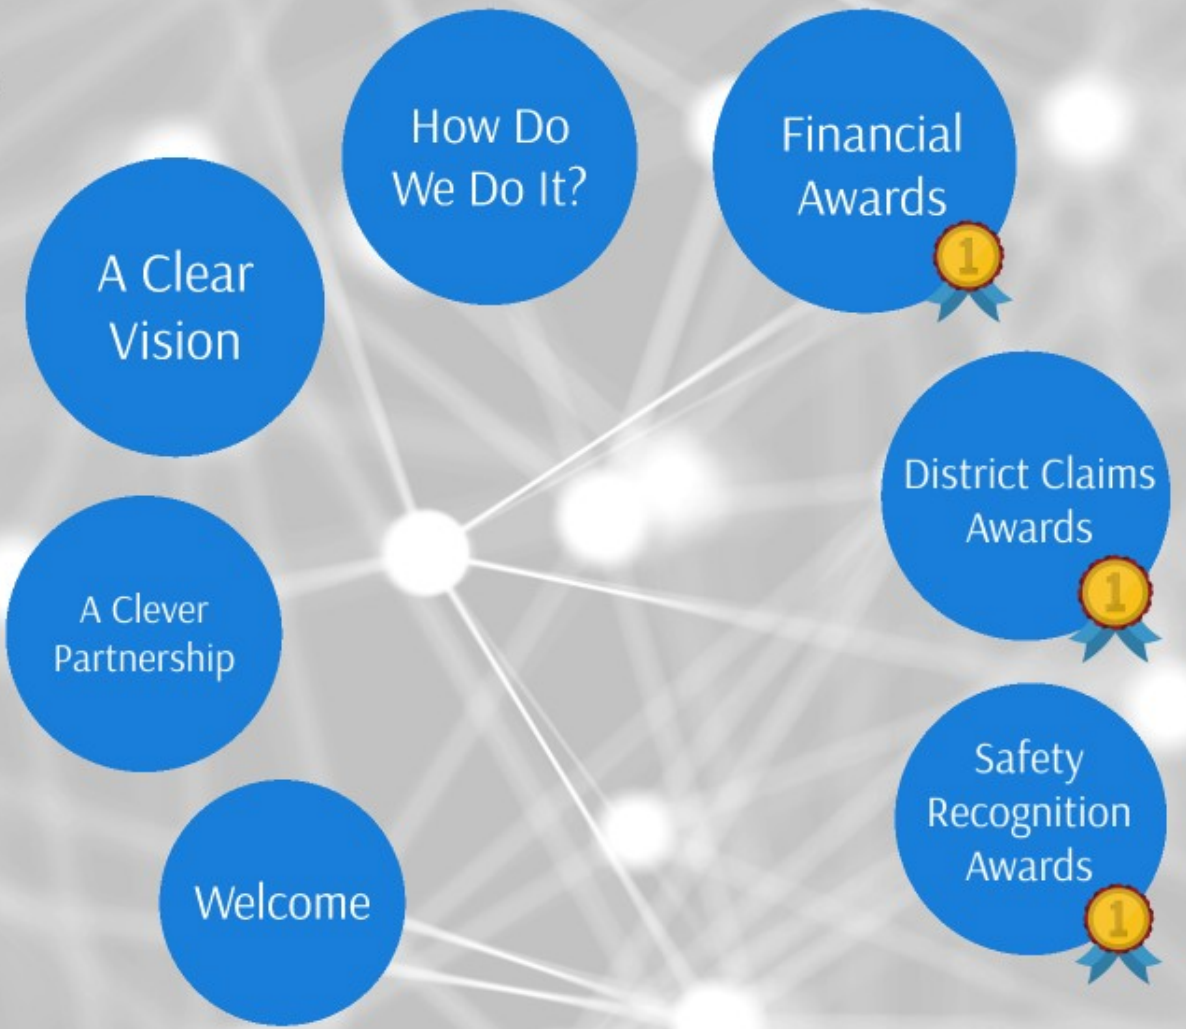 How Do
We Do It?
Financial
Awards
1
A Clear
Vision
District Claims
Awards
1
A Clever
Partnership
Safety
Recognition
Awards
1
Welcome